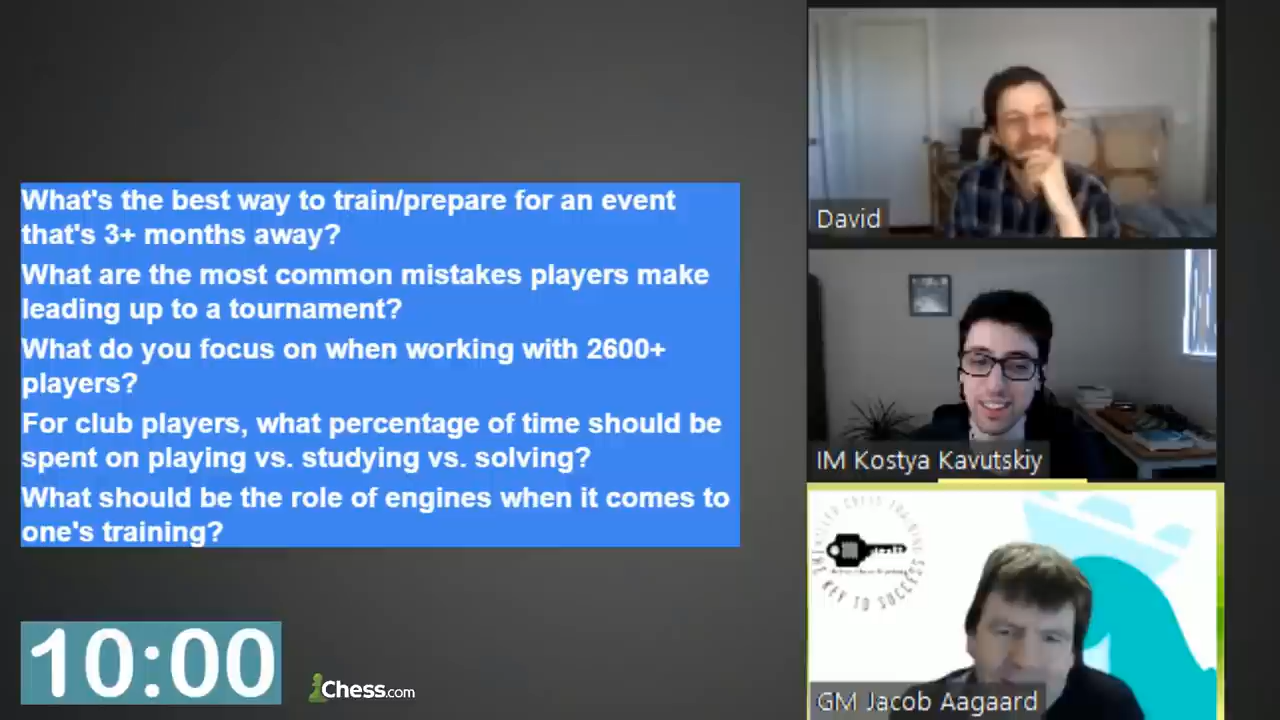 What's the best way to train/prepare for an event
that's 3+ months away?
What are the most common mistakes players make
leading up to a tournament?
What do you focus on when working with 2600+
players?
For club players, what percentage of time should be
spent on playing vs. studying vs. solving?
What should be the role of engines when it comes to
one's training?
10:00
Chess.com
David
IM Kostya Kavutskiy
THE KEY TO SUCCESS
GM Jacob Aagaard